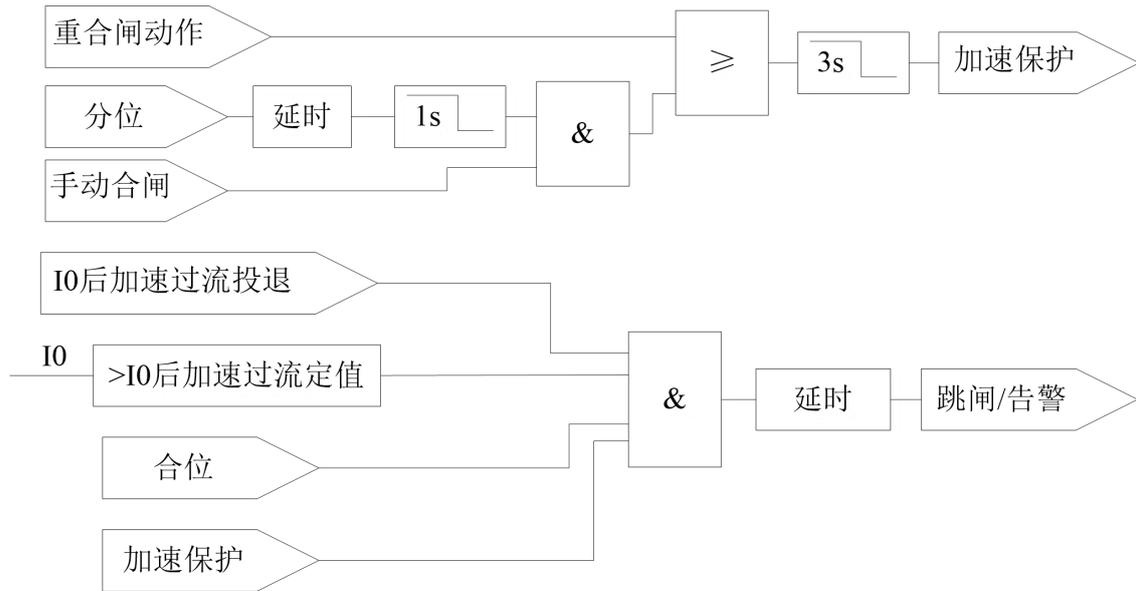 重合闸动作
≥
3s
加速保护
分位
延时
1s
&
手动合闸
I0后加速过流投退
I0
>I0后加速过流定值
&
延时
跳闸/告警
合位
加速保护